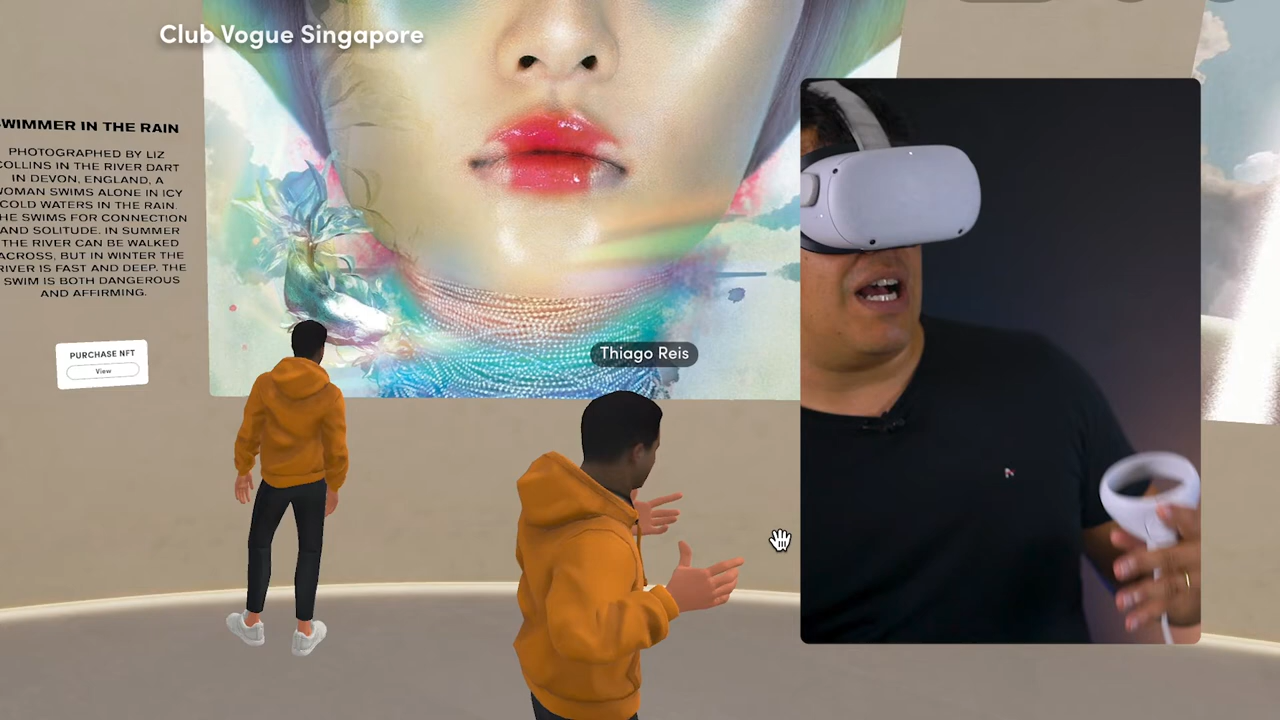 Club Vogue Singapore
SWIMMER IN THE RAIN
PHOTOGRAPHED BY LIZ
COLLINS IN THE RIVER DART
IN DEVON, ENGLAND, A
WOMAN SWIMS ALONE IN ICY
COLD WATERS IN THE RAIN.
SHE SWIMS FOR CONNECTION
AND SOLITUDE. IN SUMMER
THE RIVER CAN BE WALKED
ACROSS, BUT IN WINTER THE
RIVER IS FAST AND DEEP. THE
SWIM IS BOTH DANGEROUS
AND AFFIRMING.
PURCHASE NFT
View
Thiago Reis